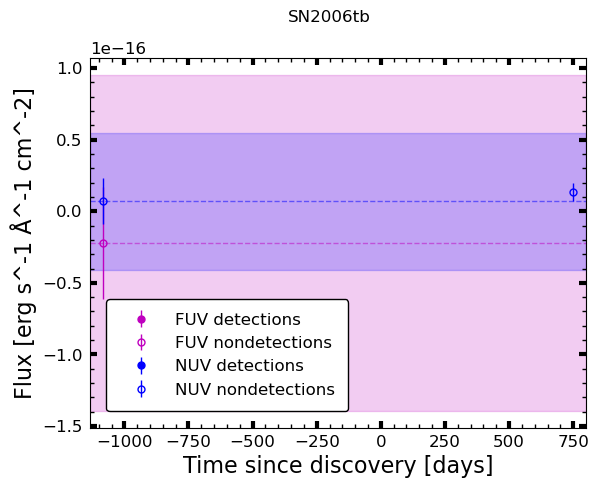 SN2006tb
1e−16
1.0
0.5
0.0
−0.5
−1.0
−1.5
Flux [erg s^-1 Å^-1 cm^-2]
FUV detections
FUV nondetections
NUV detections
NUV nondetections
−1000 −750 −500 −250 0 250 500 750
Time since discovery [days]